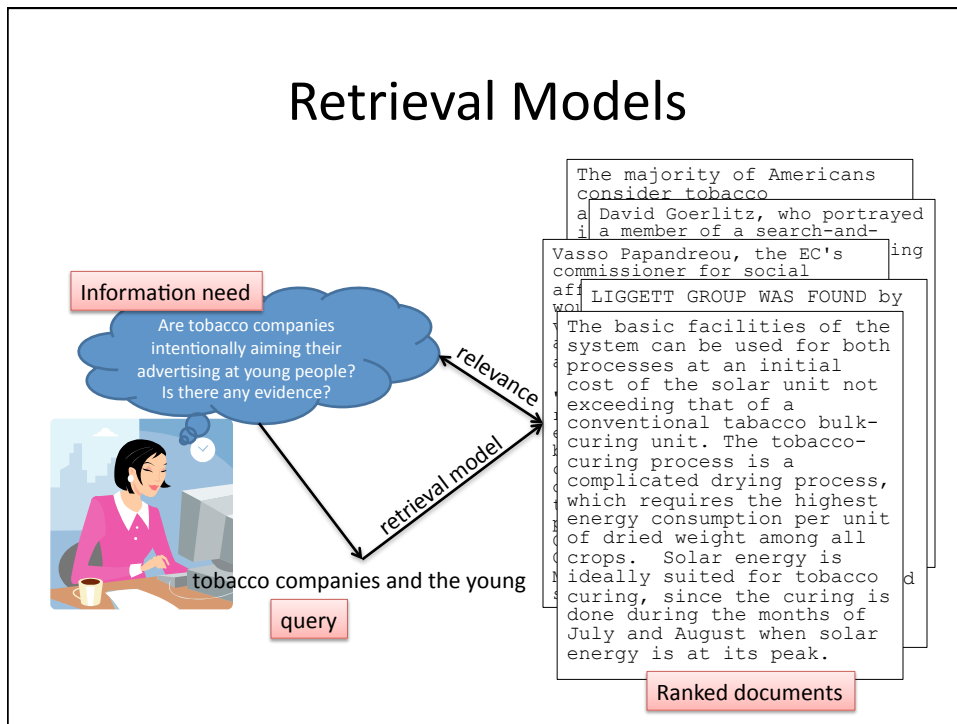 Retrieval Models
Information need
Are tobacco companies
intentionally aiming their
advertising at young people?
Is there any evidence?
relevance
retrieval model
tobacco companies and the young
query
The majority of Americans
consider tobacco
David Goerlitz, who portrayed
a member of a search-and-
ing
Vasso Papandreou, the EC's
commissioner for social
LIGGETT GROUP WAS FOUND by
The basic facilities of the
system can be used for both
processes at an initial
cost of the solar unit not
exceeding that of a
conventional tabacco bulk-
curing unit. The tobacco-
curing process is a
complicated drying process,
which requires the highest
energy consumption per unit
of dried weight among all
crops.  Solar energy is
ideally suited for tobacco
curing, since the curing is
done during the months of
July and August when solar
energy is at its peak.
Ranked documents